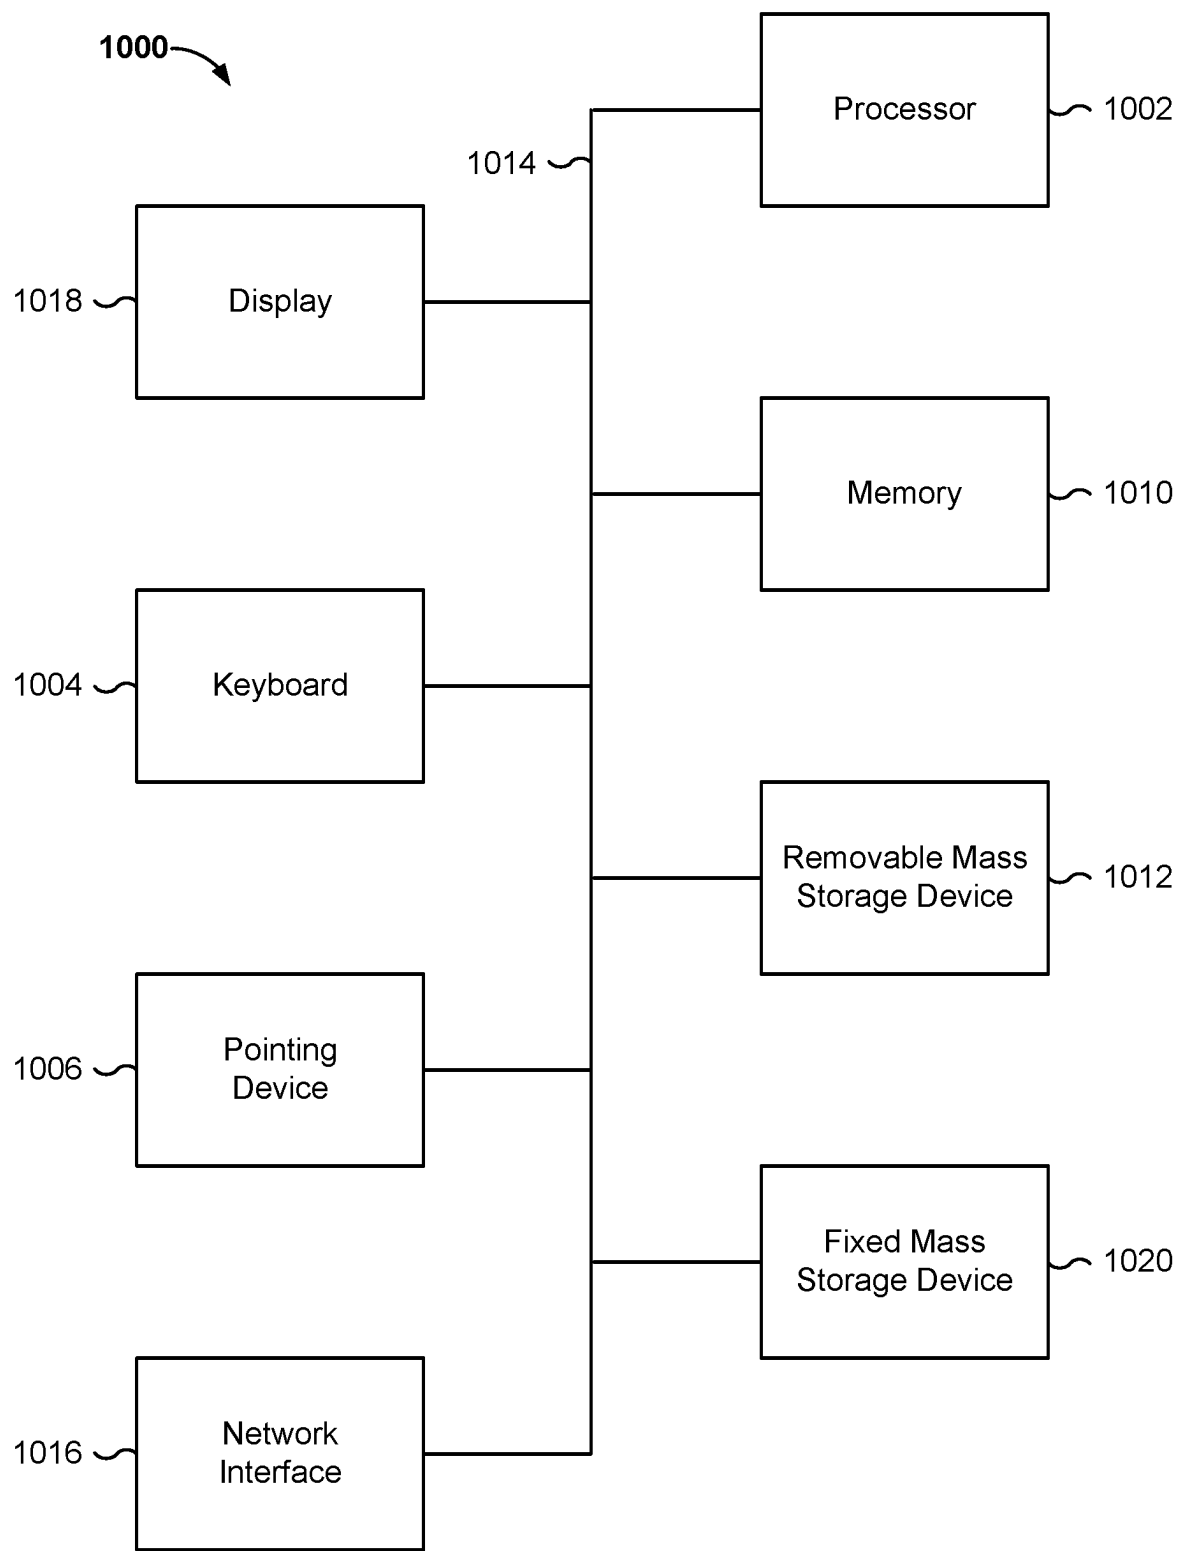 1000
Processor
1002
1014
1018
Display
Memory
1010
1004
Keyboard
Removable Mass
Storage Device
1012
1006
Pointing
Device
Fixed Mass
Storage Device
1020
1016
Network
Interface